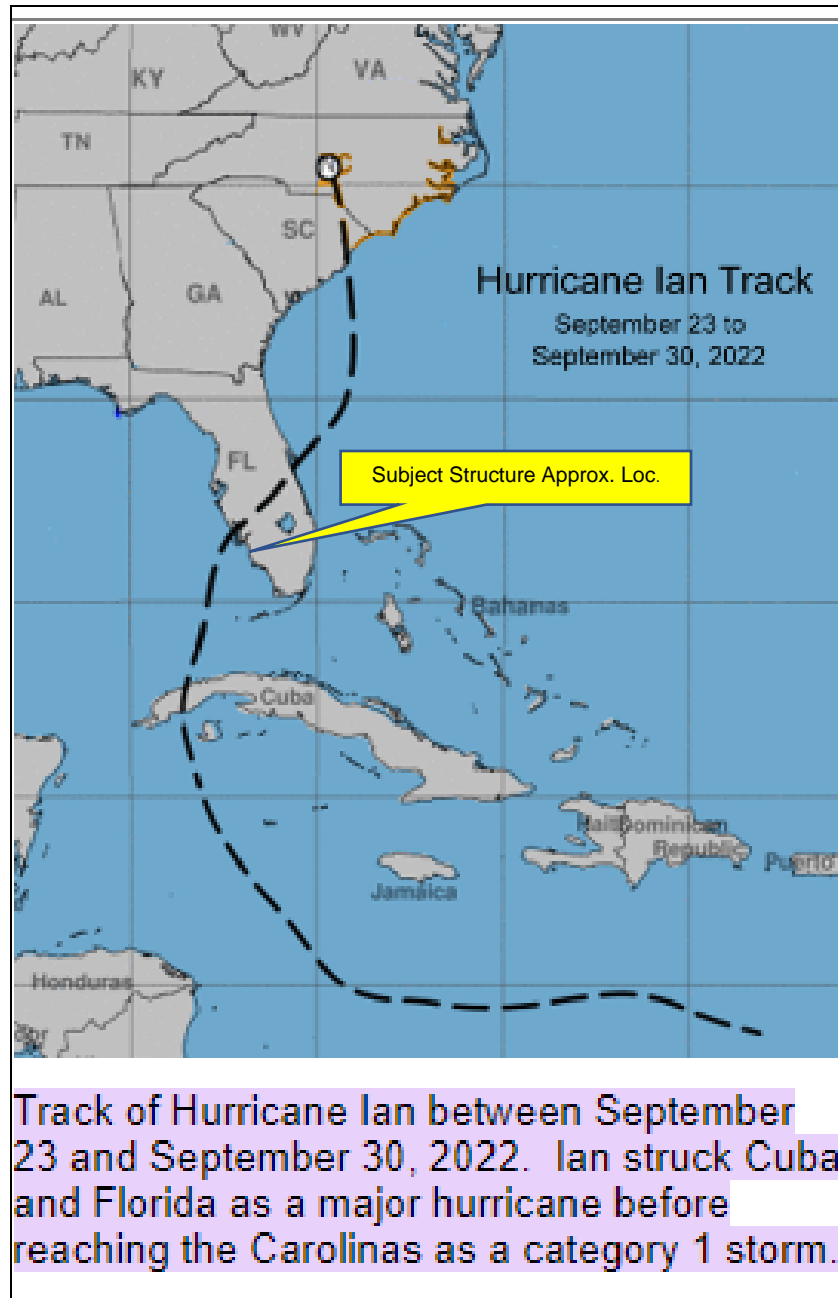 WV
KY
VA
TN
SC
AL
GA
Hurricane Ian Track
September 23 to
September 30, 2022
FL
Subject Structure Approx. Loc.
Bahamas
Cuba
Dominican
Republic
Puerto
Jamaica
Honduras
Track of Hurricane Ian between September
23 and September 30, 2022. Ian struck Cuba
and Florida as a major hurricane before
reaching the Carolinas as a category 1 storm.